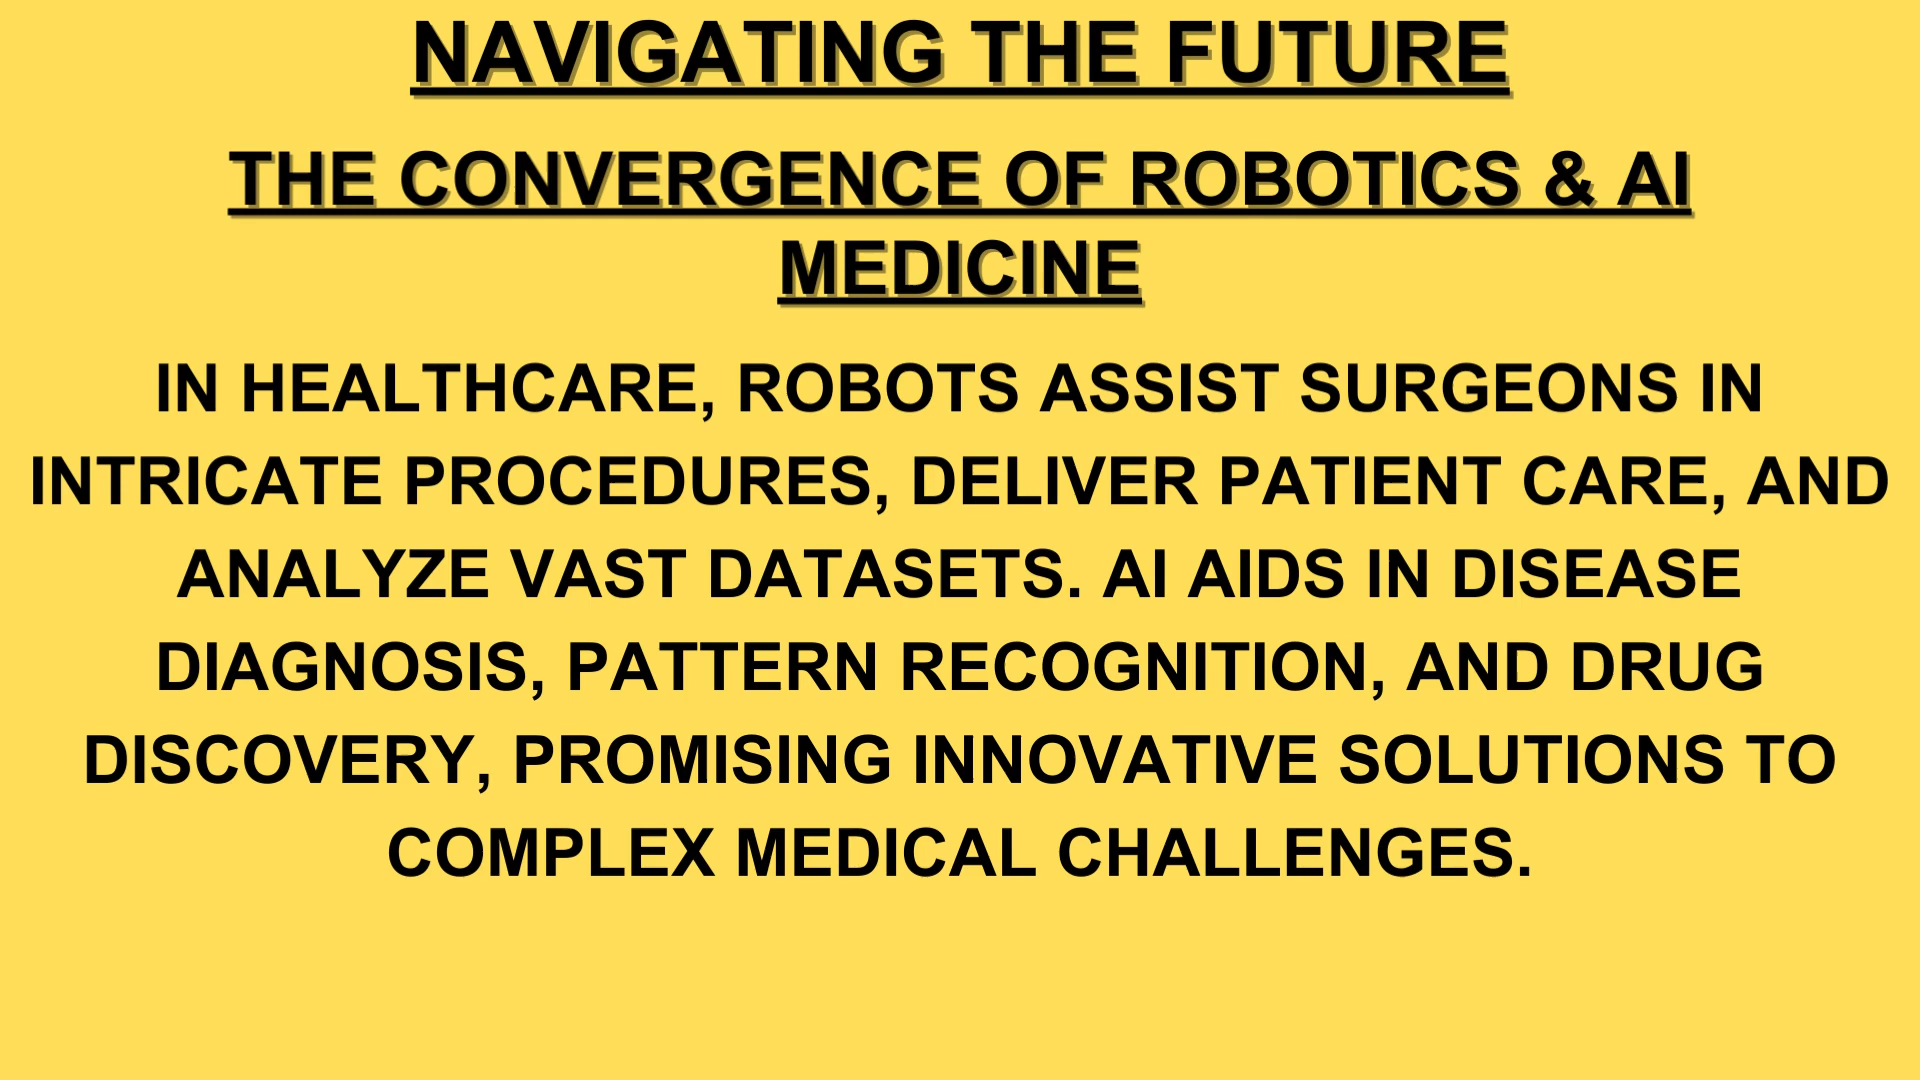 NAVIGATING THE FUTURE
THE CONVERGENCE OF ROBOTICS & AI
MEDICINE
IN HEALTHCARE, ROBOTS ASSIST SURGEONS IN
INTRICATE PROCEDURES, DELIVER PATIENT CARE, AND
ANALYZE VAST DATASETS. AI AIDS IN DISEASE
DIAGNOSIS, PATTERN RECOGNITION, AND DRUG
DISCOVERY, PROMISING INNOVATIVE SOLUTIONS TO
COMPLEX MEDICAL CHALLENGES.